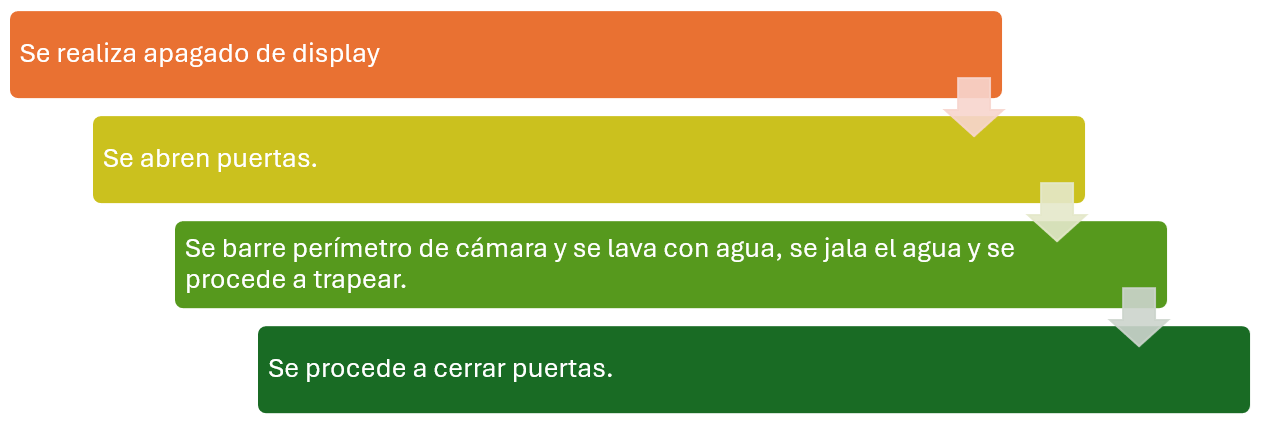 Se realiza apagado de display
Se abren puertas.
Se barre perímetro de cámara y se lava con agua, se jala el agua y se
procede a trapear.
Se procede a cerrar puertas.